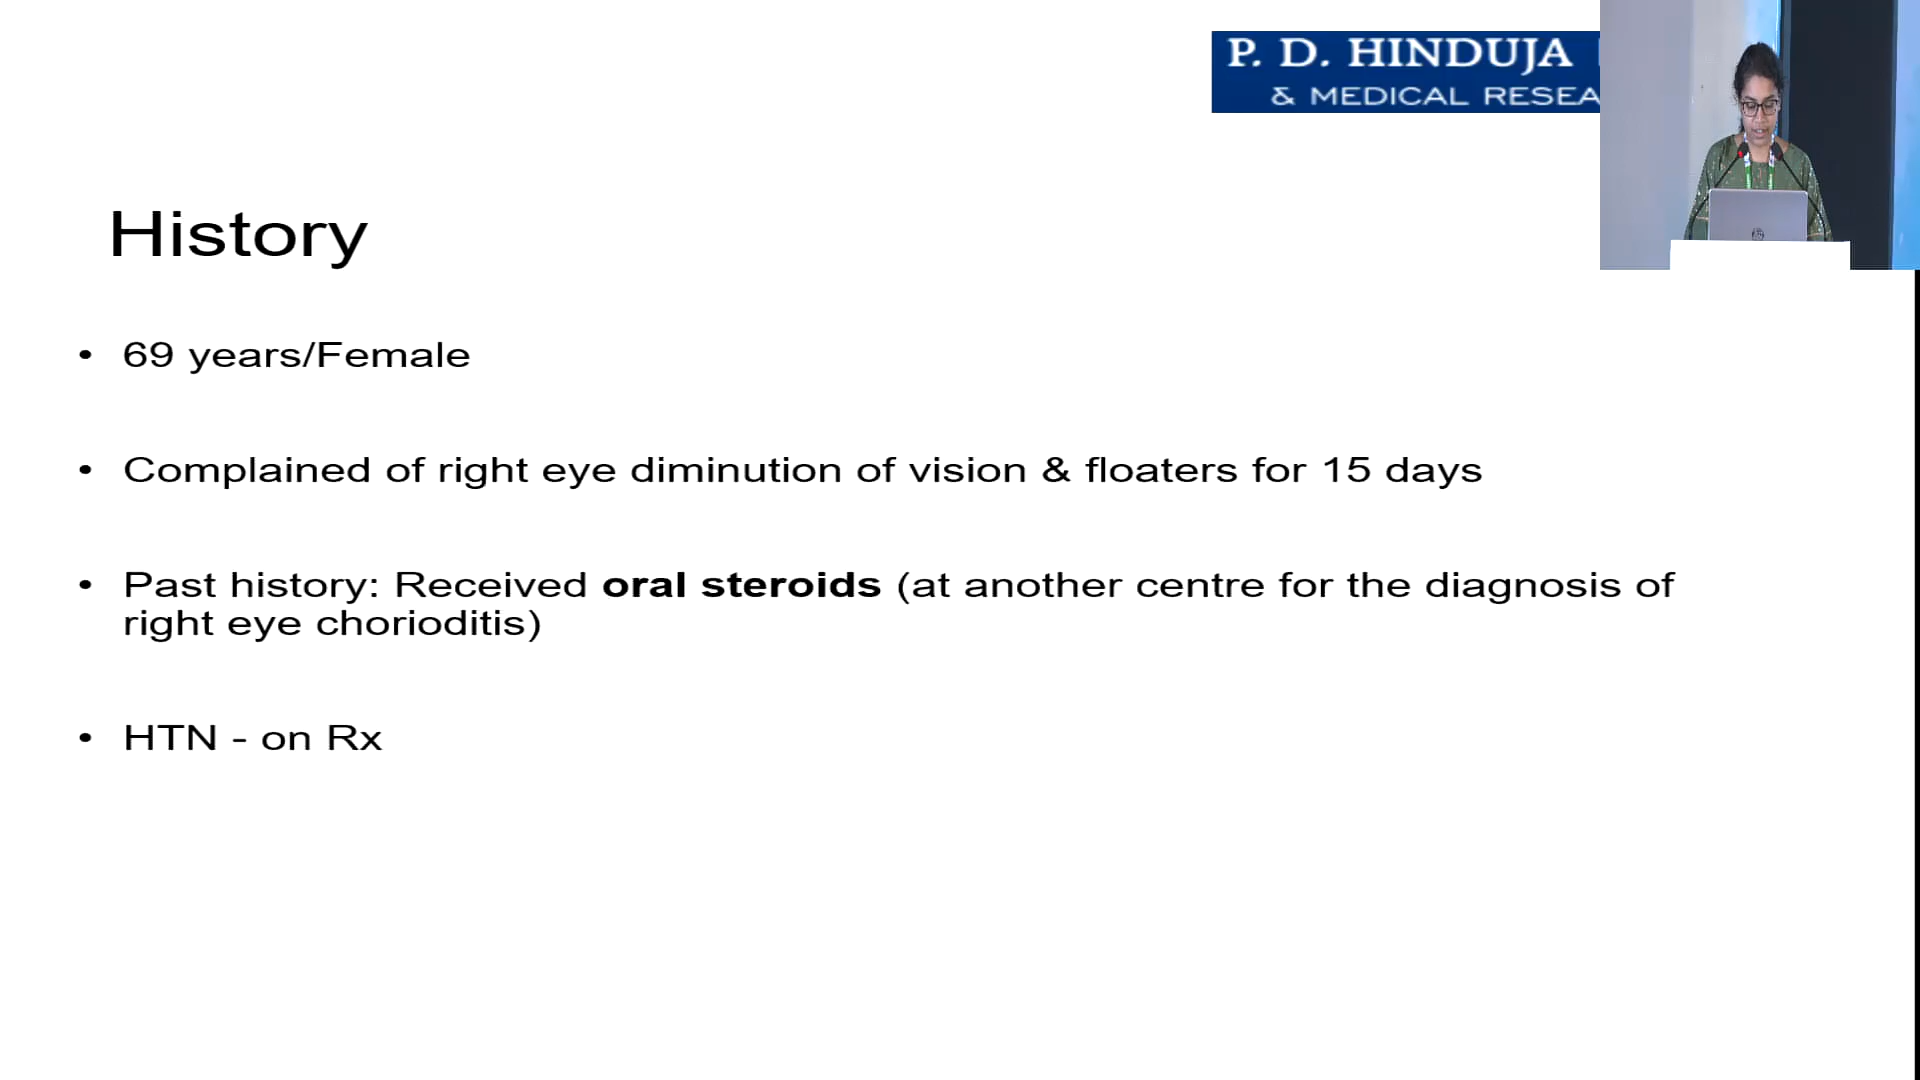 P. D. HINDUJA
& MEDICAL
History
• 69 years/Female
• Complained of right eye diminution of vision & floaters for 15 days
• Past history: Received oral steroids (at another centre for the diagnosis of
right eye chorioditis)
• HTN - on Rx